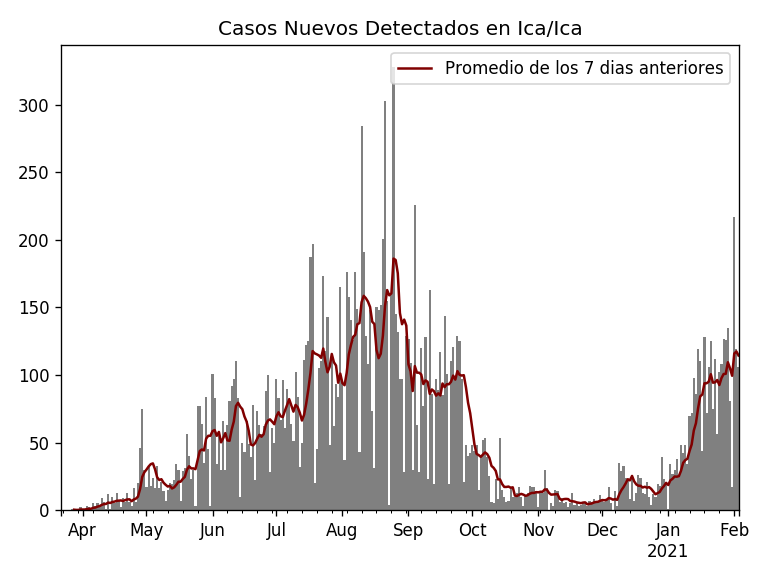 Casos Nuevos Detectados en Ica/Ica
Promedio de los 7 dias anteriores
300
250
200
150
100
50
0
Apr May Jun Jul Aug Sep Oct Nov Dec Jan Feb
2021